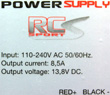 POWER SUPPLY
RC
SPORT
Input: 110-240V AC 50/60Hz.
Output current: 8,5A
Output voltage: 13,8V DC.
RED+ BLACK-